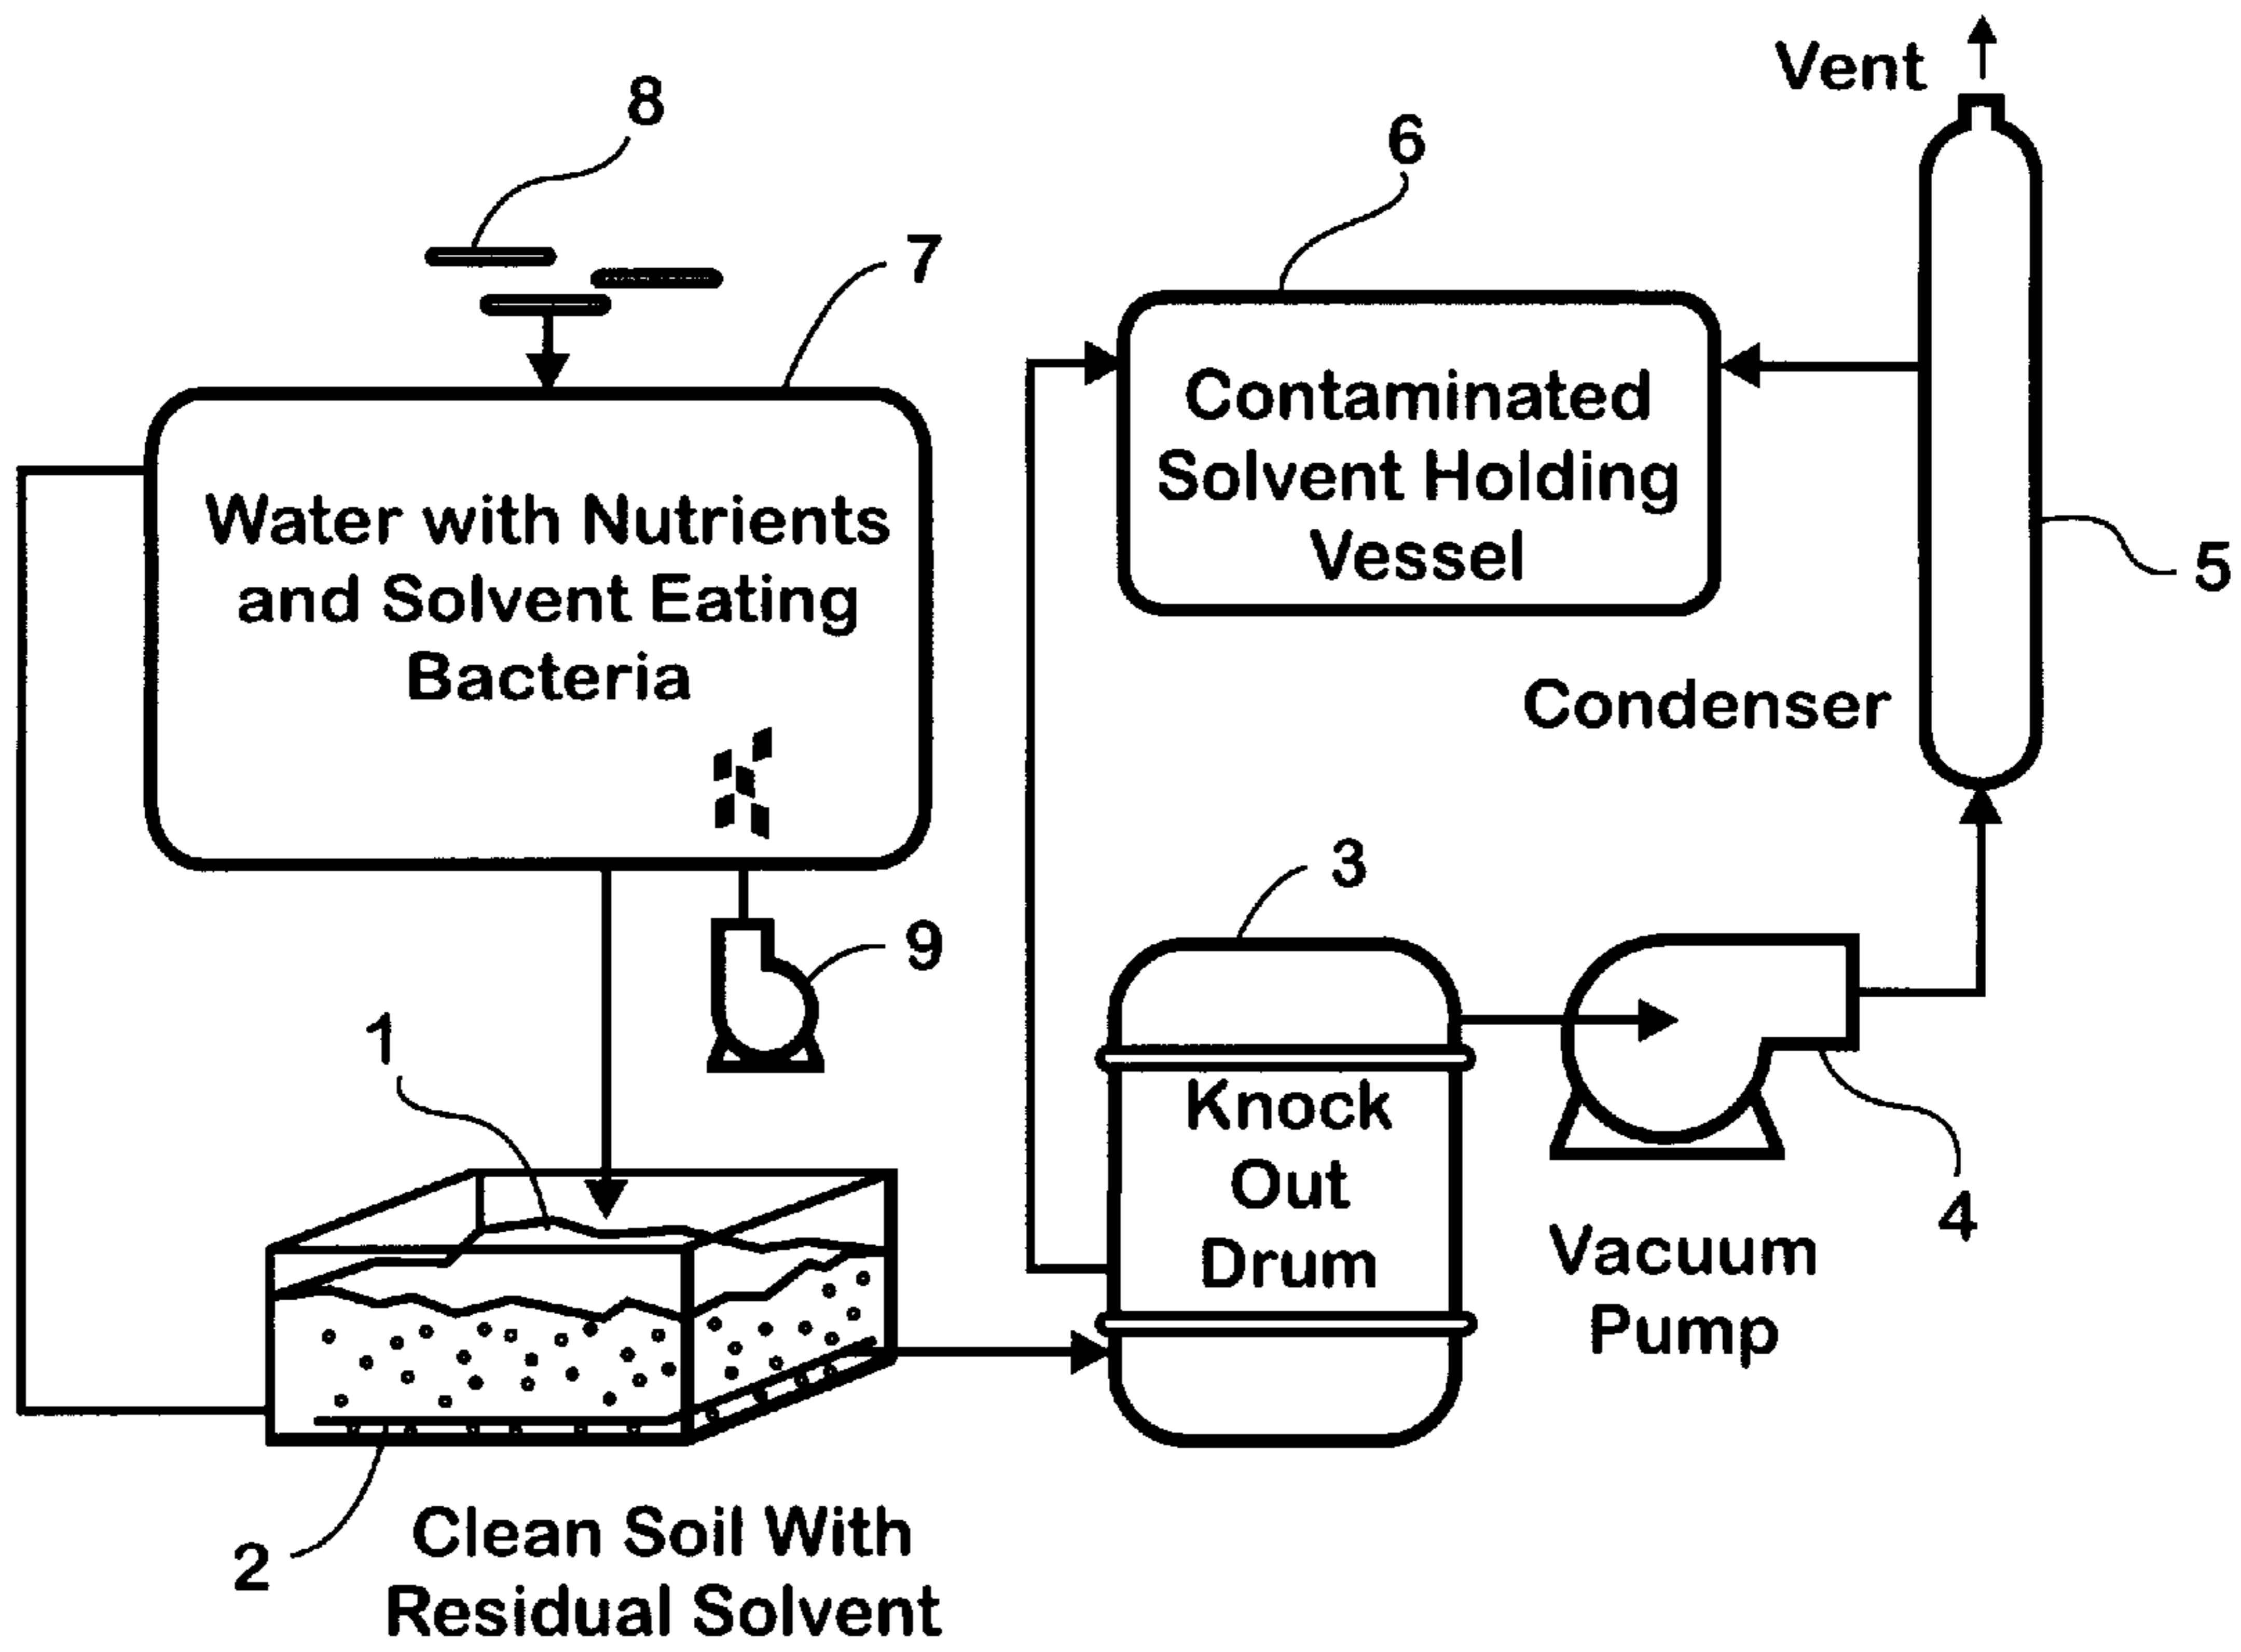 Vent
8
6
7
Contaminated
Solvent Holding
Vessel
Water with Nutrients
and Solvent Eating
Bacteria
5
Condenser
3
9
1
Knock
Out
Drum
4
Vacuum
Pump
Clean Soil With
Residual Solvent
2